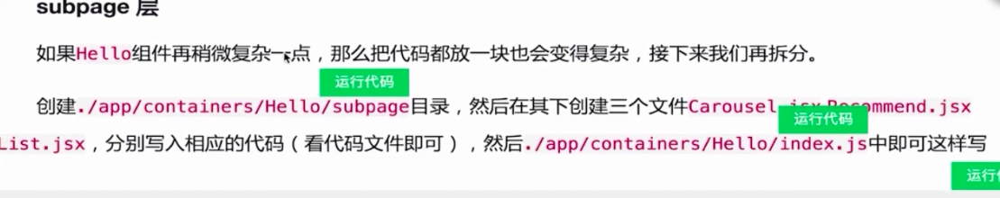 subpage 层
如果Hello组件再稍微复杂一点，那么把代码都放一块也会变得复杂，接下来我们再拆分。
运行代码
创建./app/containers/Hello/subpage目录，然后在其下创建三个文件Carousel.jsx Recommend.jsx
运行代码
List.jsx，分别写入相应的代码（看代码文件即可），然后./app/containers/Hello/index.js中即可这样写
运行